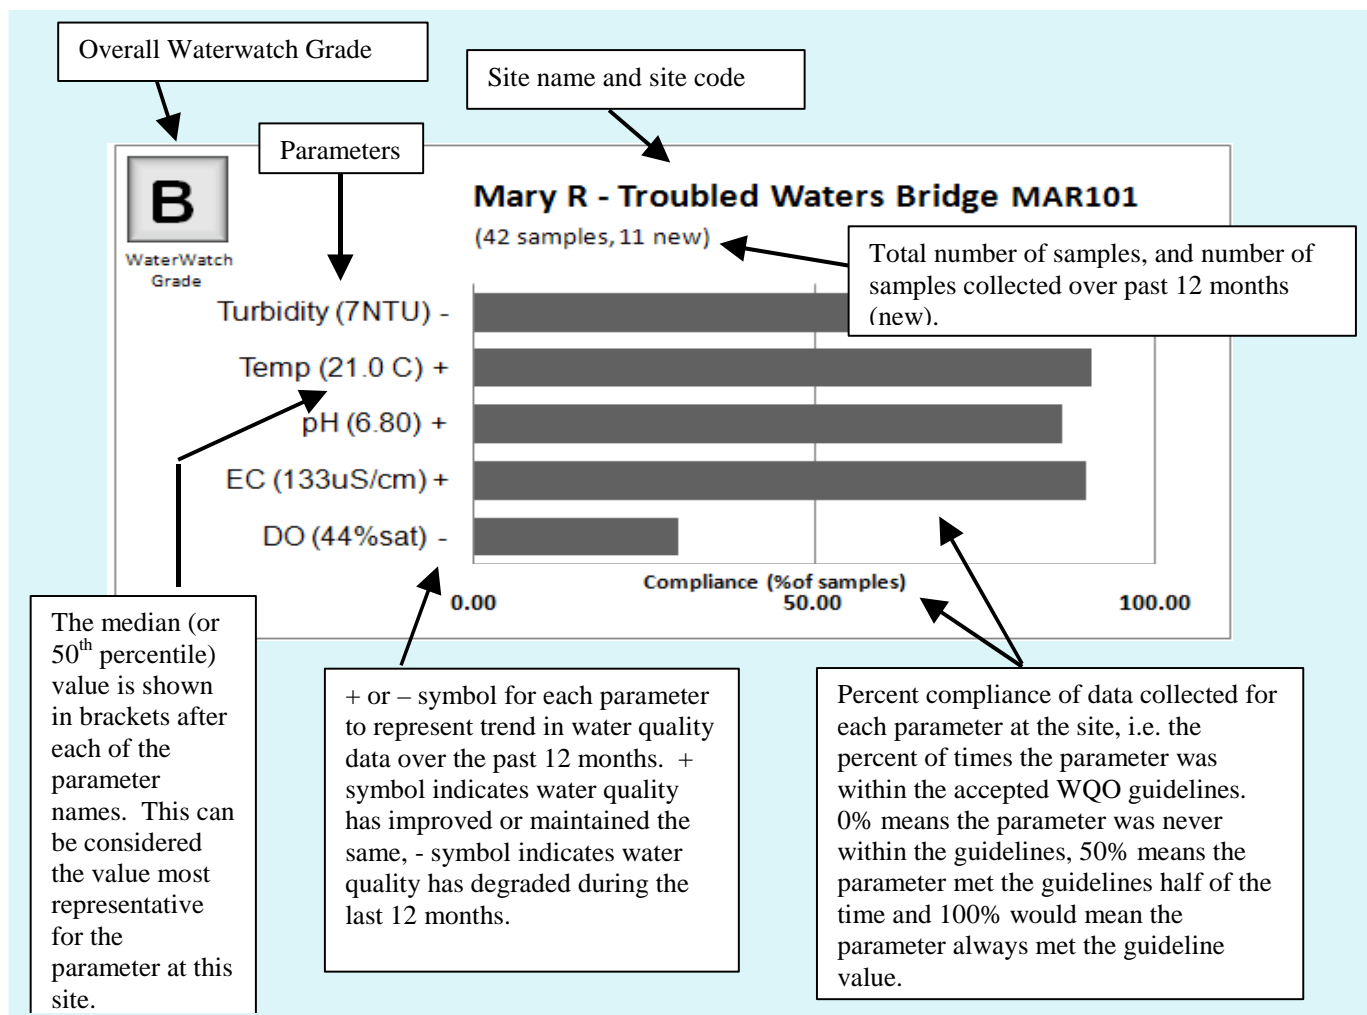 Overall Waterwatch Grade
Site name and site code
Parameters
B
WaterWatch
Grade
Mary R - Troubled Waters Bridge MAR101
(42 samples, 11 new)
Total number of samples, and number of
samples collected over past 12 months
(new).
Turbidity (7NTU) -
Temp (21.0 C) +
pH (6.80) +
EC (133uS/cm) +
DO (44%sat) -
Compliance (%of samples)
0.00 50.00 100.00
The median (or
50th percentile)
value is shown
in brackets after
each of the
parameter
names. This can
be considered
the value most
representative
for the
parameter at this
site.
+ or – symbol for each parameter
to represent trend in water quality
data over the past 12 months. +
symbol indicates water quality
has improved or maintained the
same, - symbol indicates water
quality has degraded during the
last 12 months.
Percent compliance of data collected for
each parameter at the site, i.e. the
percent of times the parameter was
within the accepted WQO guidelines.
0% means the parameter was never
within the guidelines, 50% means the
parameter met the guidelines half of the
time and 100% would mean the
parameter always met the guideline
value.